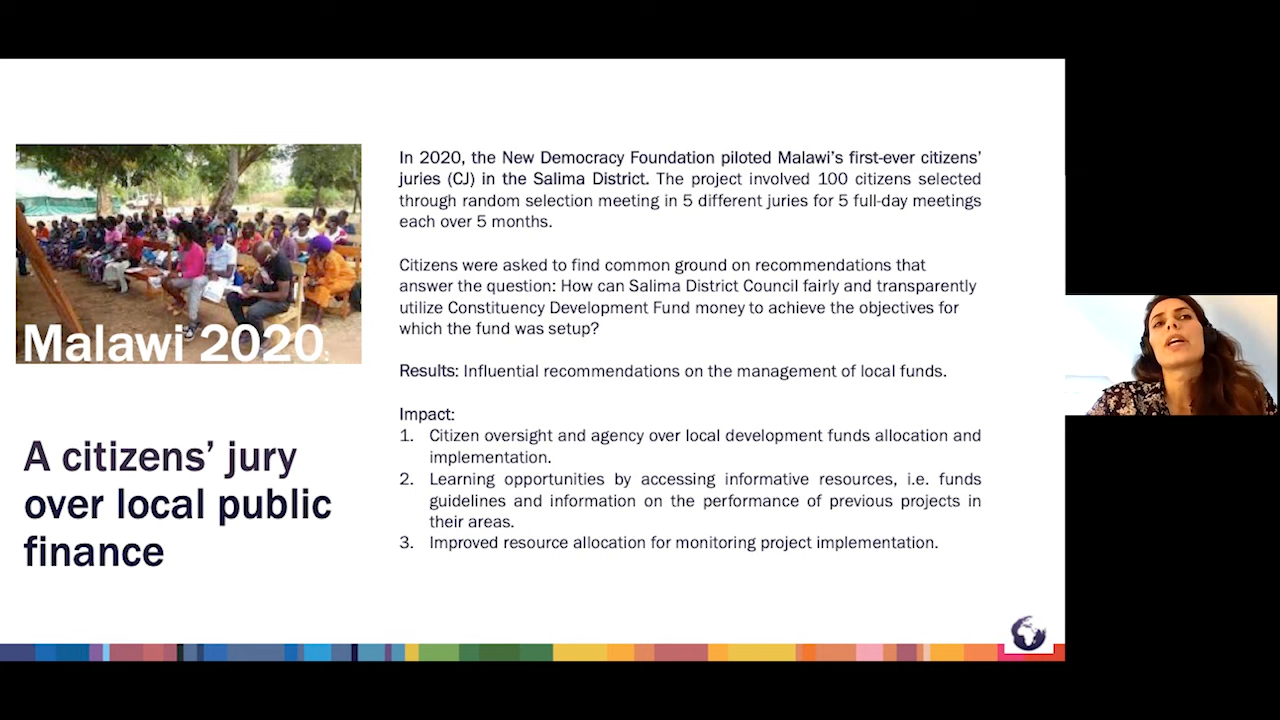 Malawi 2020:
A citizens' jury
over local public
finance
In 2020, the New Democracy Foundation piloted Malawi's first-ever citizens'
juries (CJ) in the Salima District. The project involved 100 citizens selected
through random selection meeting in 5 different juries for 5 full-day meetings
each over 5 months.
Citizens were asked to find common ground on recommendations that
answer the question: How can Salima District Council fairly and transparently
utilize Constituency Development Fund money to achieve the objectives for
which the fund was setup?
Results: Influential recommendations on the management of local funds.
Impact:
1. Citizen oversight and agency over local development funds allocation and
implementation.
2. Learning opportunities by accessing informative resources, i.e. funds
guidelines and information on the performance of previous projects in
their areas.
3. Improved resource allocation for monitoring project implementation.